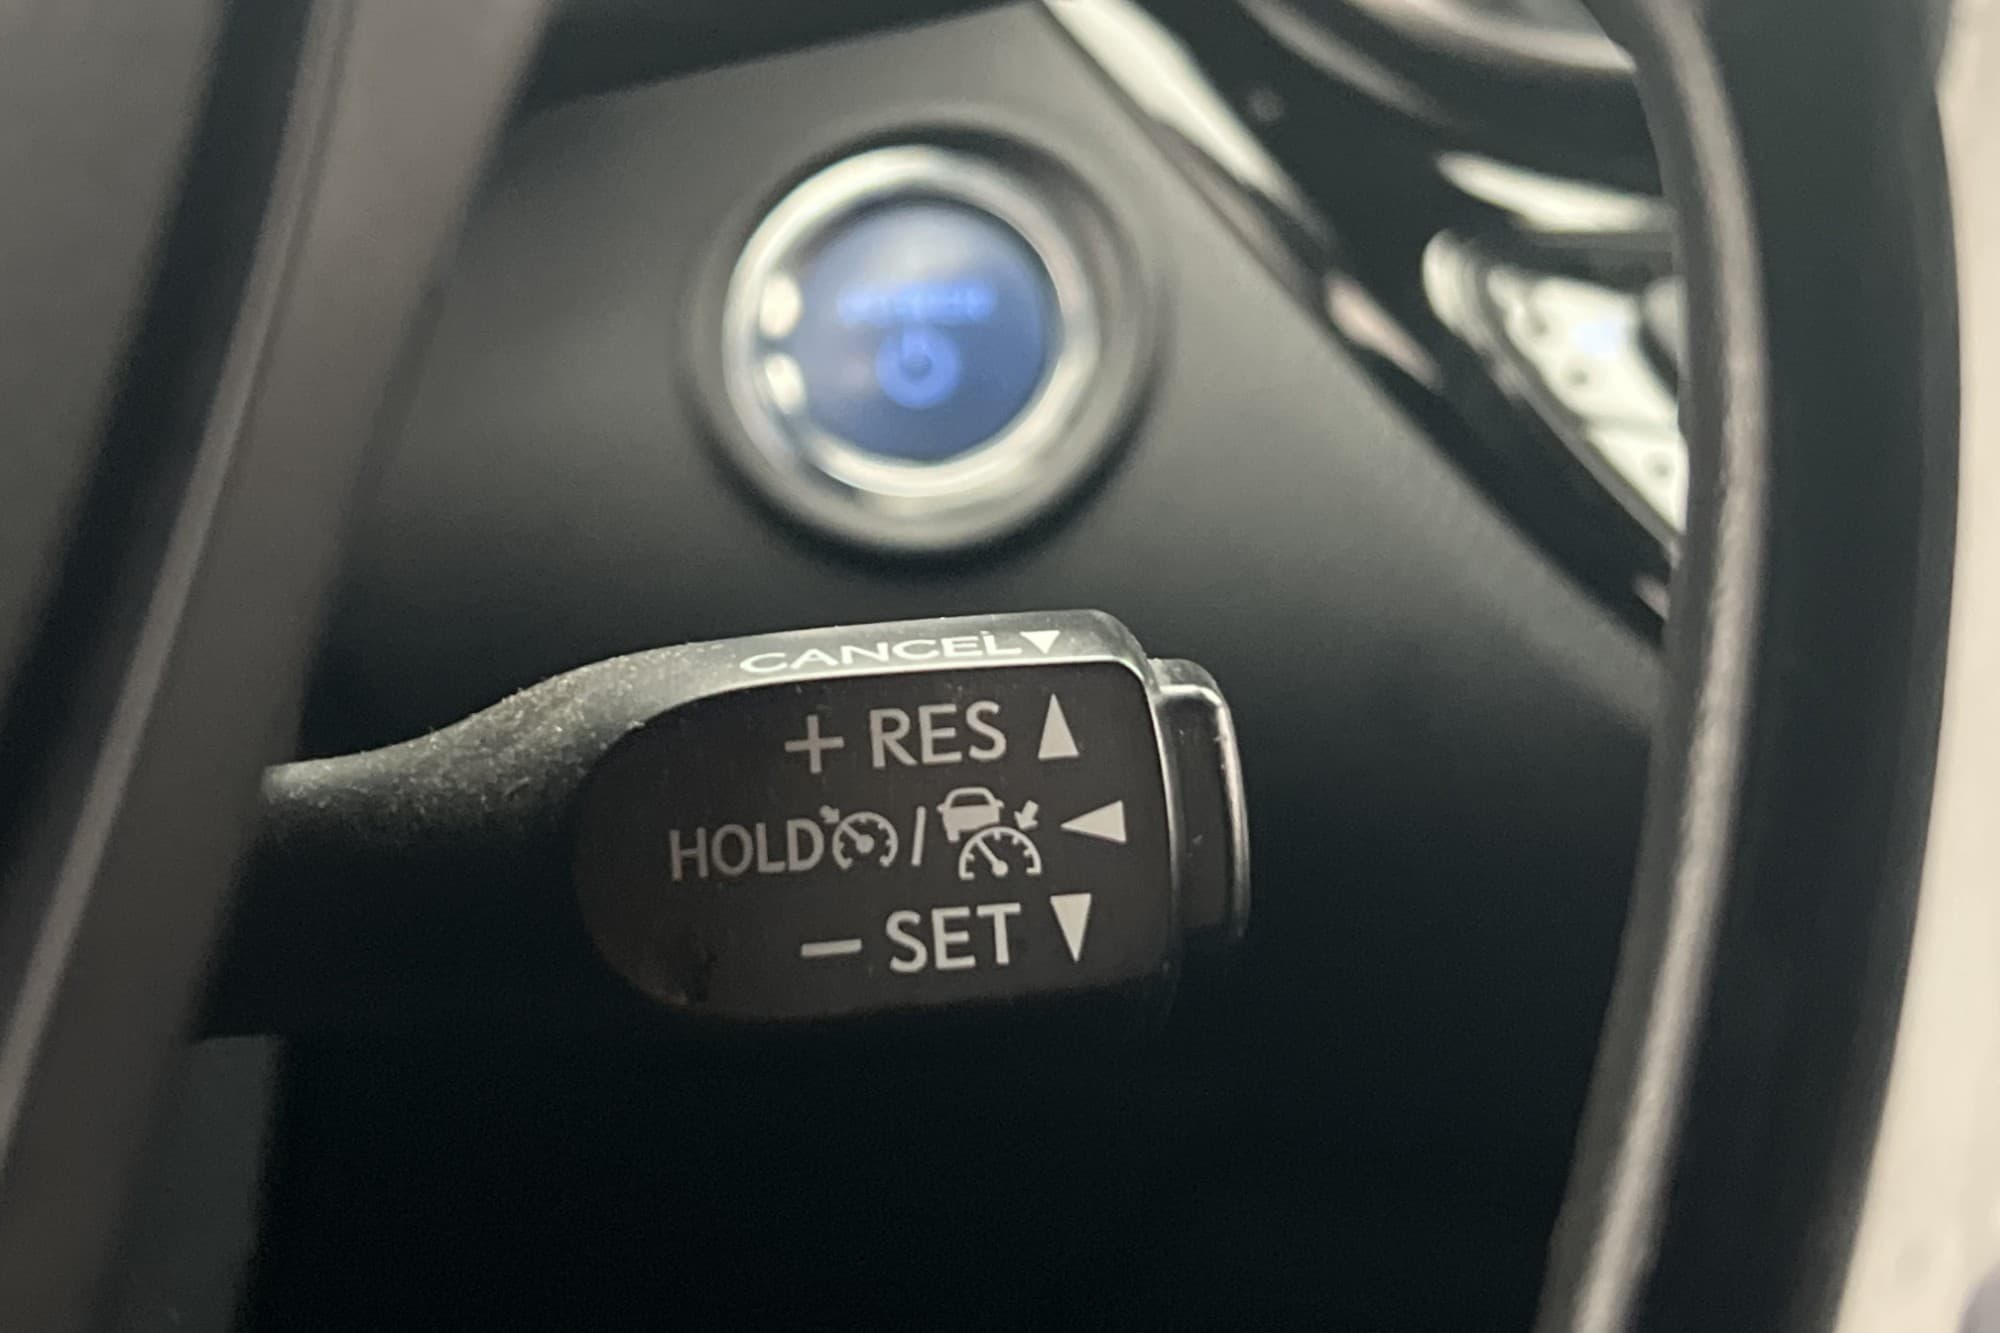 CANCEL
+ RES
HOLD /
− SET